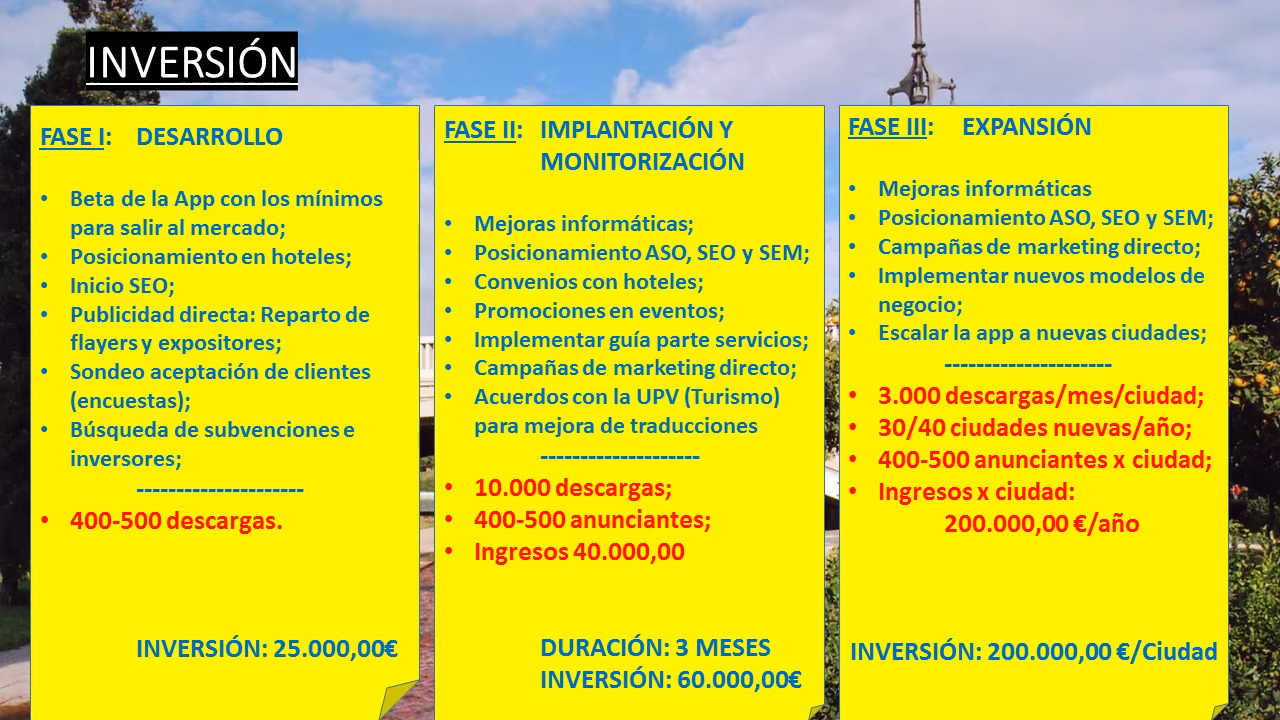 INVERSIÓN
FASE I: DESARROLLO
• Beta de la App con los mínimos
para salir al mercado;
• Posicionamiento en hoteles;
• Inicio SEO;
• Publicidad directa: Reparto de
flayers y expositores;
• Sondeo aceptación de clientes
(encuestas);
• Búsqueda de subvenciones e
inversores;
---------------------
• 400-500 descargas.
INVERSIÓN: 25.000,00€
FASE II: IMPLANTACIÓN Y
MONITORIZACIÓN
• Mejoras informáticas;
• Posicionamiento ASO, SEO y SEM;
• Convenios con hoteles;
• Promociones en eventos;
• Implementar guía parte servicios;
• Campañas de marketing directo;
• Acuerdos con la UPV (Turismo)
para mejora de traducciones
--------------------
• 10.000 descargas;
• 400-500 anunciantes;
• Ingresos 40.000,00
DURACIÓN: 3 MESES
INVERSIÓN: 60.000,00€
FASE III: EXPANSIÓN
• Mejoras informáticas
• Posicionamiento ASO, SEO y SEM;
• Campañas de marketing directo;
• Implementar nuevos modelos de
negocio;
• Escalar la app a nuevas ciudades;
---------------------
• 3.000 descargas/mes/ciudad;
• 30/40 ciudades nuevas/año;
• 400-500 anunciantes x ciudad;
• Ingresos x ciudad:
200.000,00 €/año
INVERSIÓN: 200.000,00 €/Ciudad